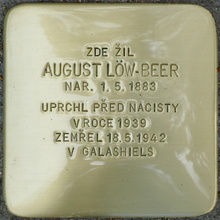 ZDE ŽIL
AUGUST LÖW-BEER
NAR. 1. 5. 1883
UPRCHL PŘED NACISTY
V ROCE 1939
ZEMŘEL 18.5.1942
V GALASHIELS